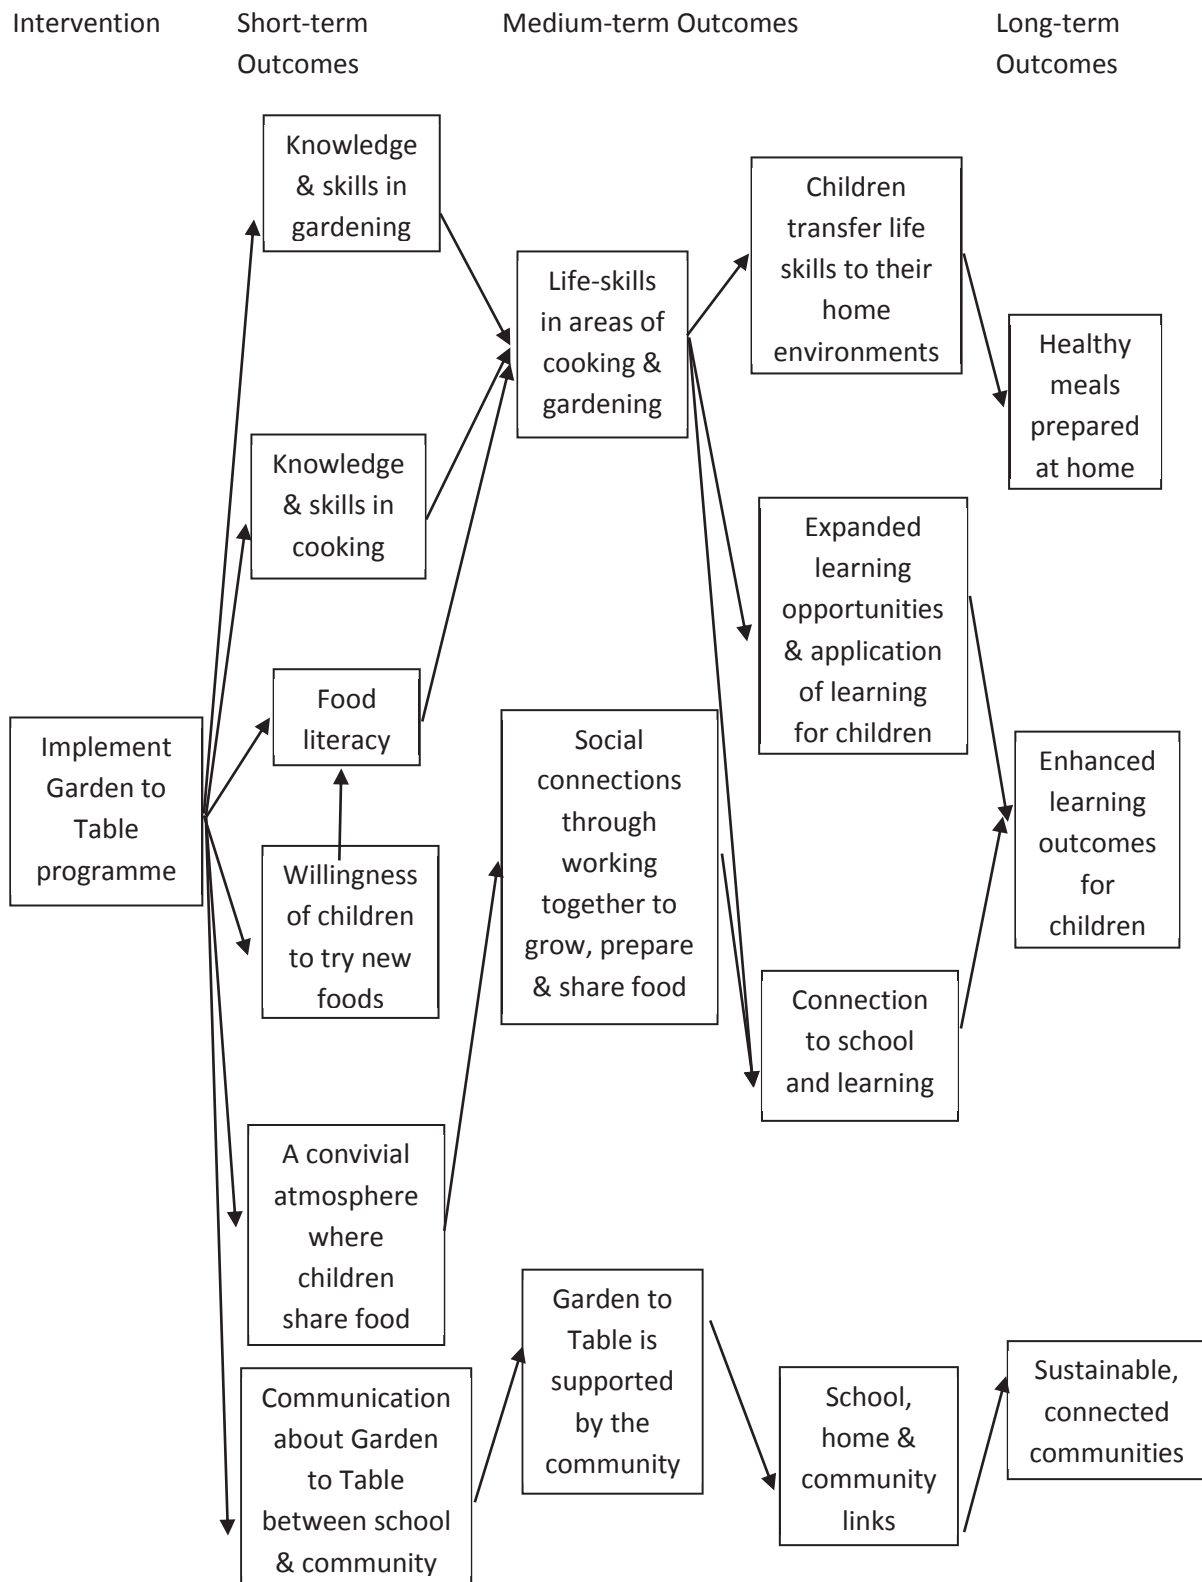 Intervention
Short-term
Outcomes
Medium-term Outcomes
Long-term
Outcomes
Knowledge
& skills in
gardening
Knowledge
& skills in
cooking
Food
literacy
Implement
Garden to
Table
programme
Willingness
of children
to try new
foods
A convivial
atmosphere
where
children
share food
Communication
about Garden
to Table
between school
& community
Life-skills
in areas of
cooking &
gardening
Social
connections
through
working
together to
grow, prepare
& share food
Garden to
Table is
supported
by the
community
Children
transfer life
skills to their
home
environments
Expanded
learning
opportunities
& application
of learning
for children
Connection
to school
and learning
School,
home &
community
links
Healthy
meals
prepared
at home
Enhanced
learning
outcomes
for
children
Sustainable,
connected
communities